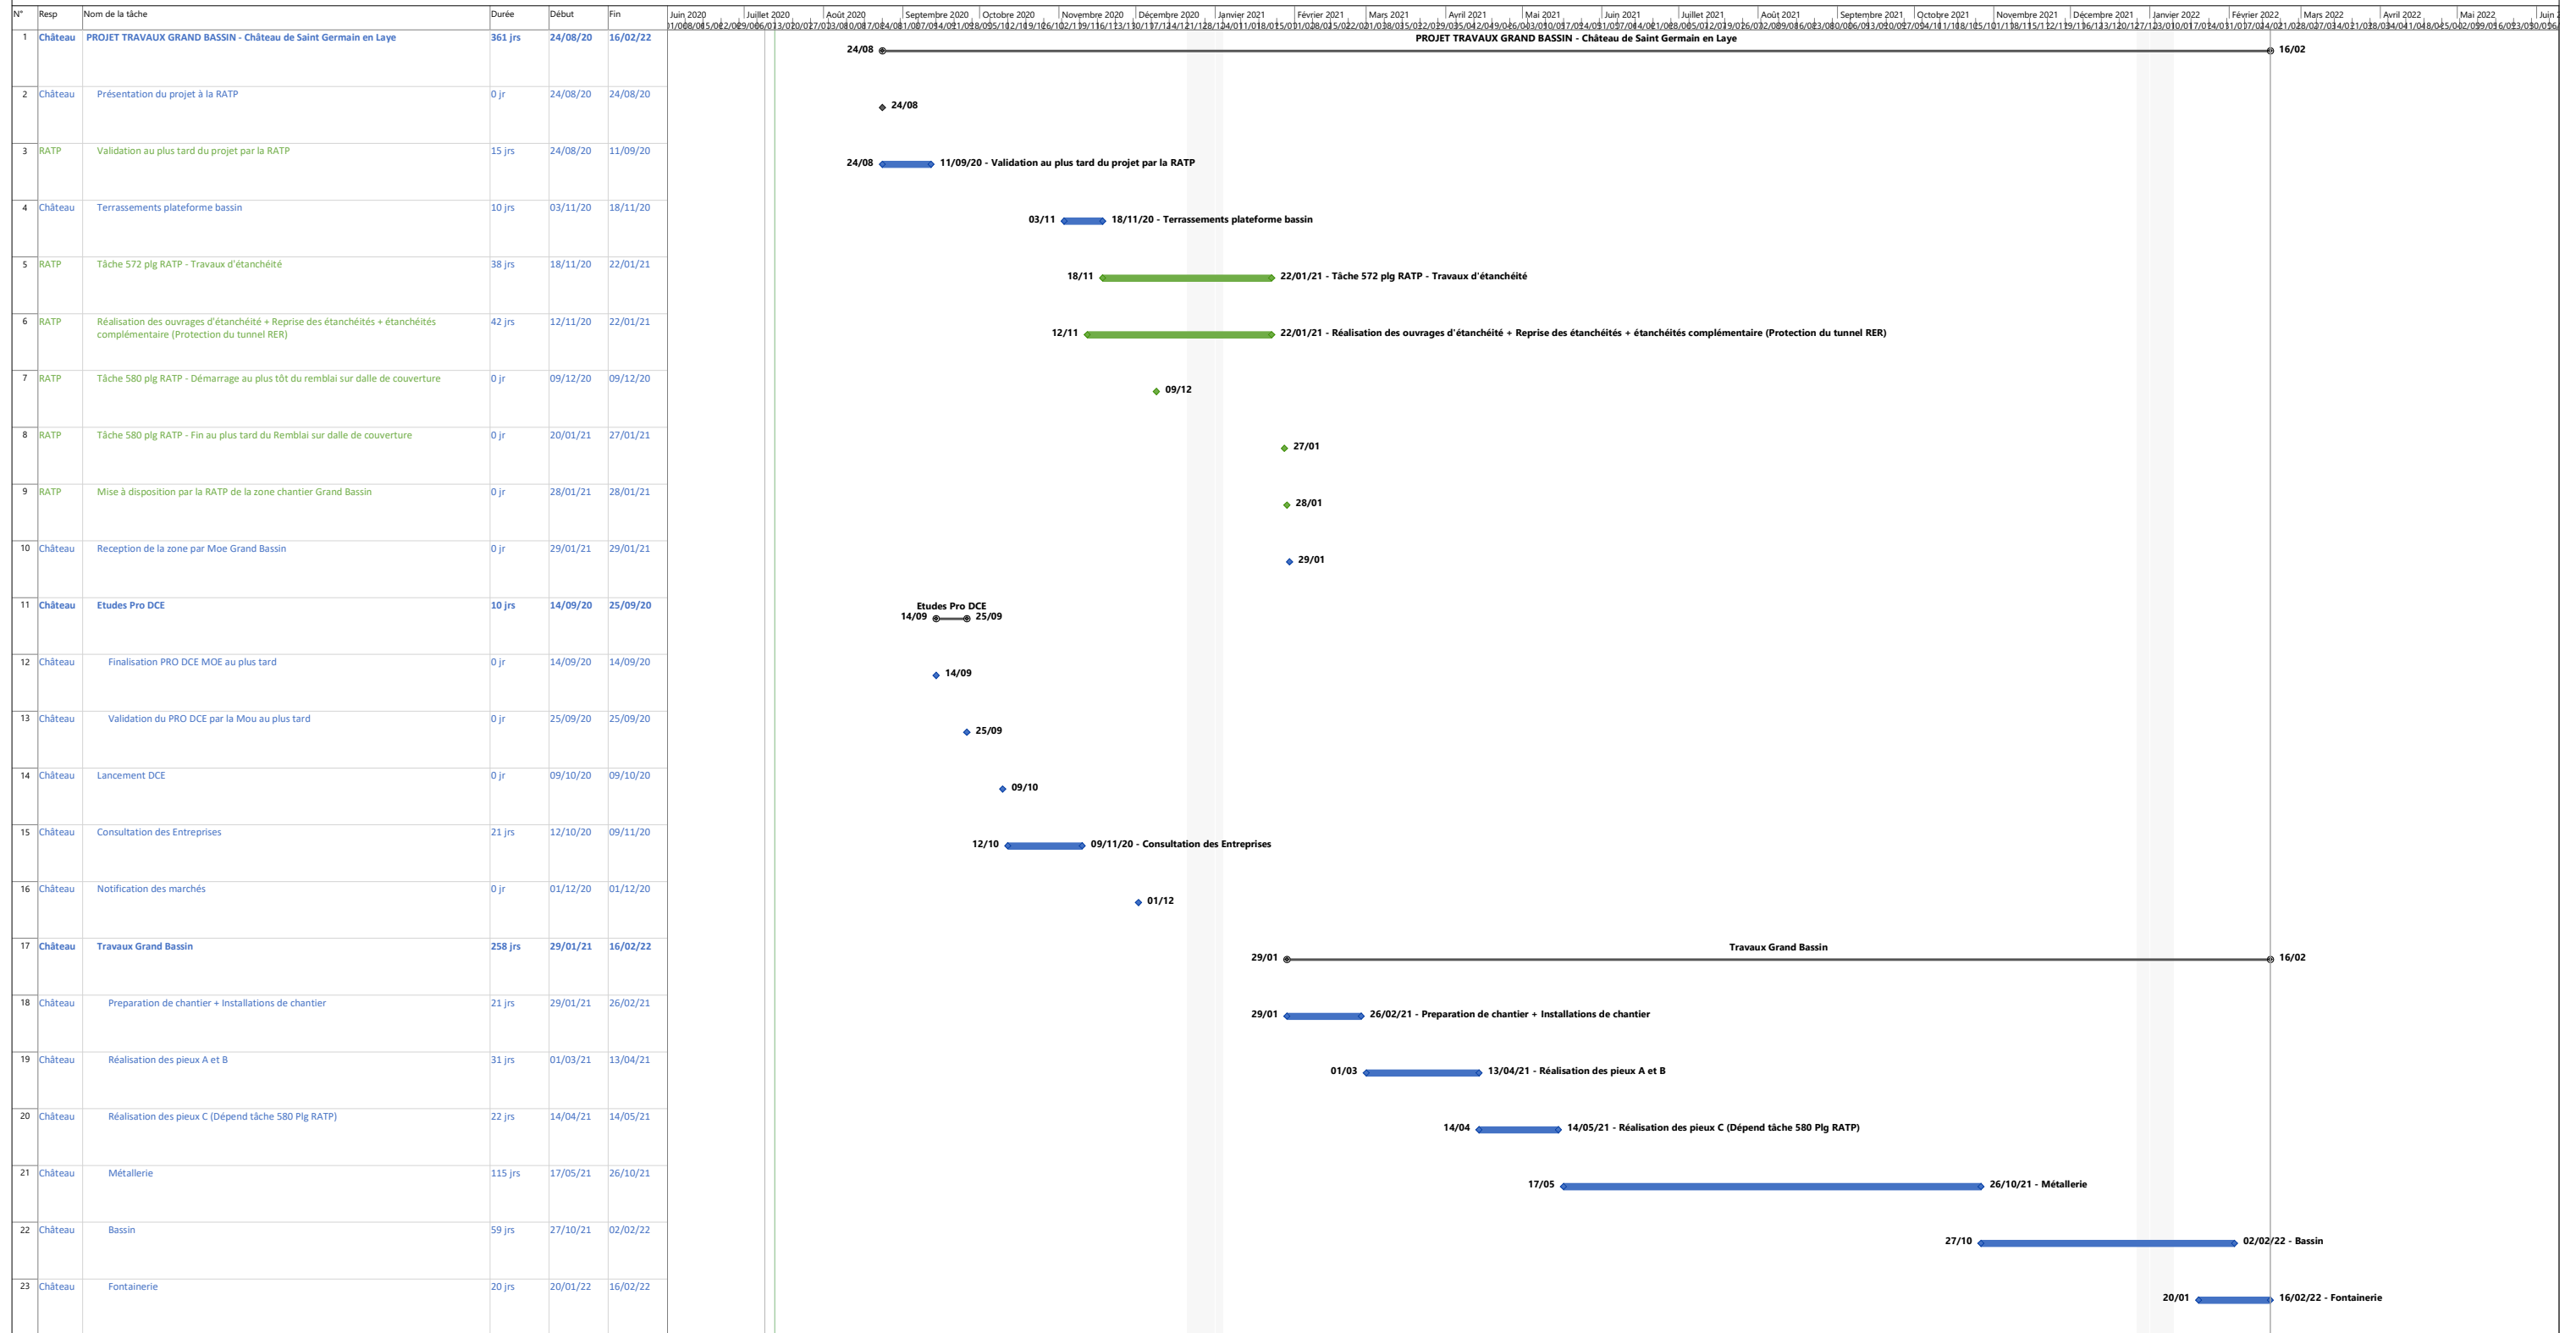 N° Resp Nom de la tâche Durée Début Fin Juin 2020 Juillet 2020 Août 2020 Septembre 2020 Octobre 2020 Novembre 2020 Décembre 2020 Janvier 2021 Février 2021 Mars 2021 Avril 2021 Mai 2021 Juin 2021 Juillet 2021 Août 2021 Septembre 2021 Octobre 2021 Novembre 2021 Décembre 2021 Janvier 2022 Février 2022 Mars 2022 Avril 2022 Mai 2022
1 Château PROJET TRAVAUX GRAND BASSIN - Château de Saint Germain en Laye 361 jrs 24/08/20 16/02/22
PROJET TRAVAUX GRAND BASSIN - Château de Saint Germain en Laye
24/08 16/02
2 Château Présentation du projet à la RATP 0 jr 24/08/20 24/08/20
24/08
3 RATP Validation au plus tard du projet par la RATP 15 jrs 24/08/20 11/09/20
24/08 11/09/20 - Validation au plus tard du projet par la RATP
4 Château Terrassements plateforme bassin 10 jrs 03/11/20 18/11/20
03/11 18/11/20 - Terrassements plateforme bassin
5 RATP Tâche 572 plg RATP - Travaux d'étanchéité 38 jrs 18/11/20 22/01/21
18/11 22/01/21 - Tâche 572 plg RATP - Travaux d'étanchéité
6 RATP Réalisation des ouvrages d'étanchéité + Reprise des étanchéités + étanchéités 42 jrs 12/11/20 22/01/21
complémentaire (Protection du tunnel RER)
12/11 22/01/21 - Réalisation des ouvrages d'étanchéité + Reprise des étanchéités + étanchéités complémentaire (Protection du tunnel RER)
7 RATP Tâche 580 plg RATP - Démarrage au plus tôt du remblai sur dalle de couverture 0 jr 09/12/20 09/12/20
09/12
8 RATP Tâche 580 plg RATP - Fin au plus tard du Remblai sur dalle de couverture 0 jr 20/01/21 27/01/21
27/01
9 RATP Mise à disposition par la RATP de la zone chantier Grand Bassin 0 jr 28/01/21 28/01/21
28/01
10 Château Reception de la zone par Moe Grand Bassin 0 jr 29/01/21 29/01/21
29/01
11 Château Etudes Pro DCE 10 jrs 14/09/20 25/09/20
Etudes Pro DCE
14/09 25/09
12 Château Finalisation PRO DCE MOE au plus tard 0 jr 14/09/20 14/09/20
14/09
13 Château Validation du PRO DCE par la Mou au plus tard 0 jr 25/09/20 25/09/20
25/09
14 Château Lancement DCE 0 jr 09/10/20 09/10/20
09/10
15 Château Consultation des Entreprises 21 jrs 12/10/20 09/11/20
12/10 09/11/20 - Consultation des Entreprises
16 Château Notification des marchés 0 jr 01/12/20 01/12/20
01/12
17 Château Travaux Grand Bassin 258 jrs 29/01/21 16/02/22
Travaux Grand Bassin
29/01 16/02
18 Château Preparation de chantier + Installations de chantier 21 jrs 29/01/21 26/02/21
29/01 26/02/21 - Preparation de chantier + Installations de chantier
19 Château Réalisation des pieux A et B 31 jrs 01/03/21 13/04/21
01/03 13/04/21 - Réalisation des pieux A et B
20 Château Réalisation des pieux C (Dépend tâche 580 Plg RATP) 22 jrs 14/04/21 14/05/21
14/04 14/05/21 - Réalisation des pieux C (Dépend tâche 580 Plg RATP)
21 Château Métallerie 115 jrs 17/05/21 26/10/21
17/05 26/10/21 - Métallerie
22 Château Bassin 59 jrs 27/10/21 02/02/22
27/10 02/02/22 - Bassin
23 Château Fontainerie 20 jrs 20/01/22 16/02/22
20/01 16/02/22 - Fontainerie